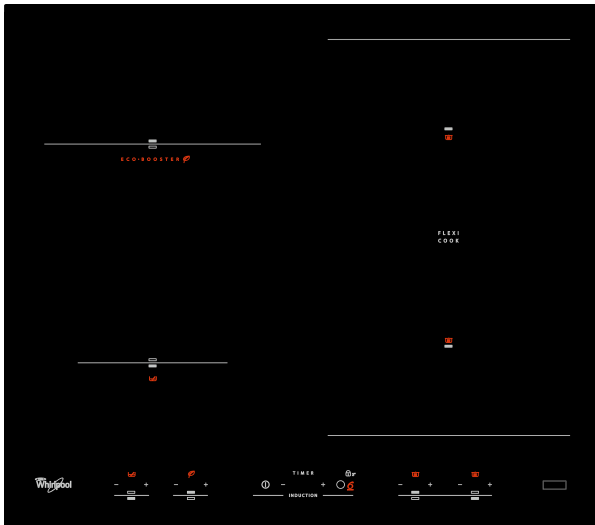 ECO•BOOSTER
FLEXI
COOK
TIMER
Whirlpool
− + − + − + − + − +
INDUCTION